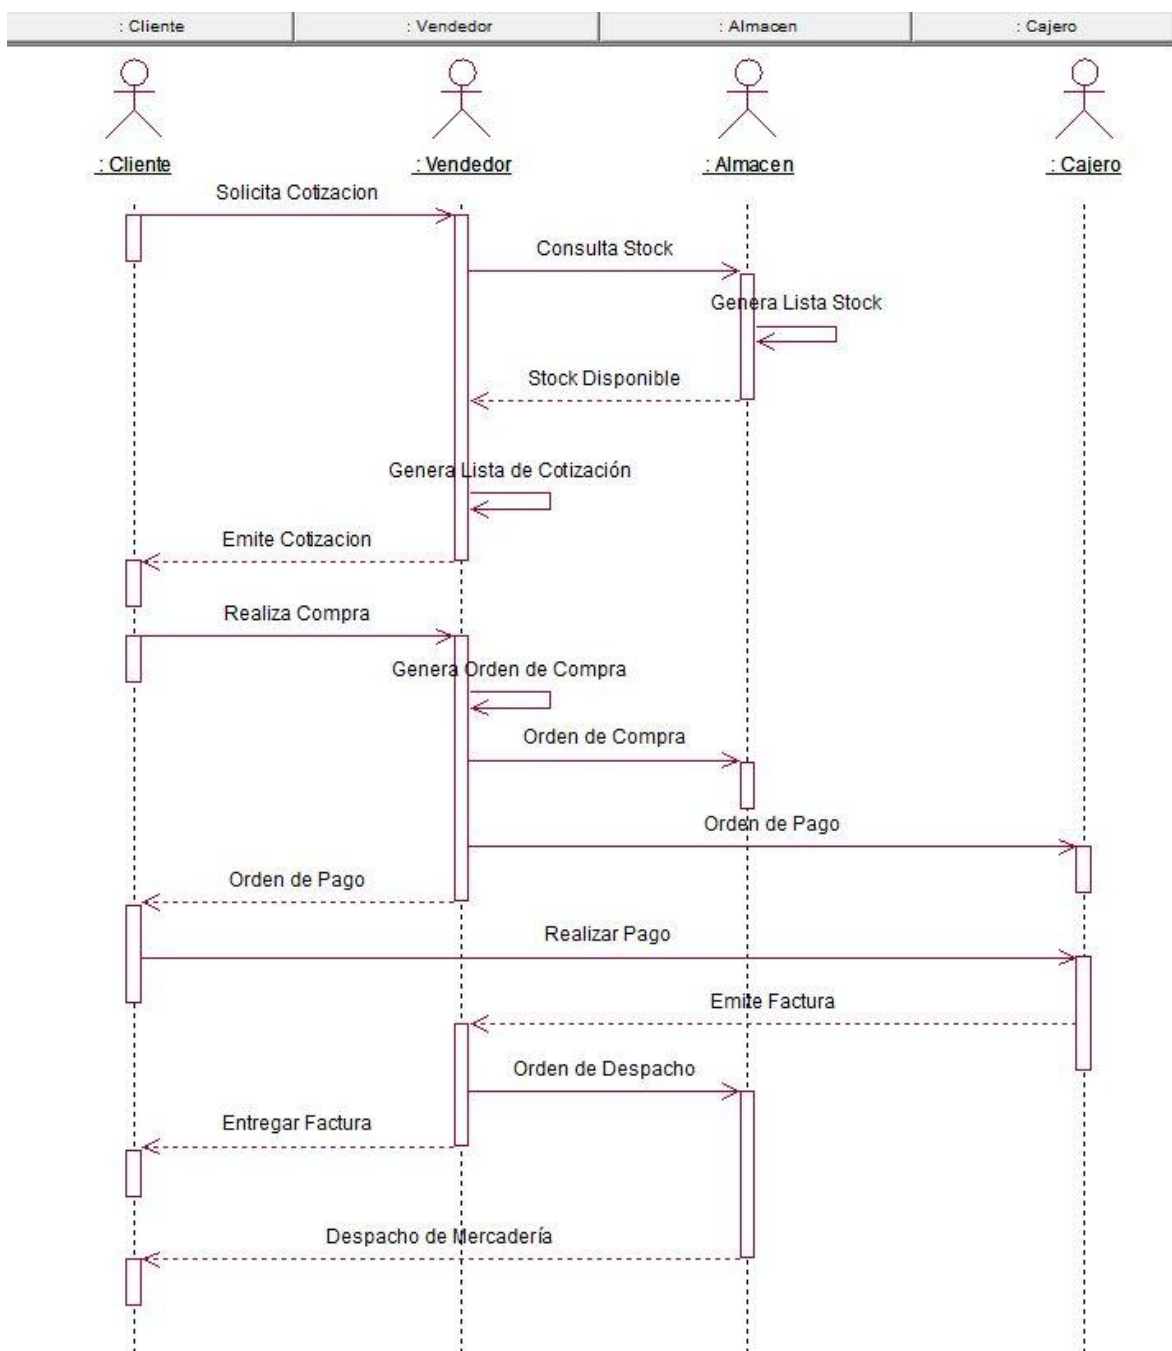 : Cliente
: Vendedor
: Almacen
: Cajero
: Cliente
: Vendedor
: Almacen
: Cajero
Solicita Cotizacion
Consulta Stock
Genera Lista Stock
Stock Disponible
Genera Lista de Cotización
Emite Cotizacion
Realiza Compra
Genera Orden de Compra
Orden de Compra
Orden de Pago
Orden de Pago
Realizar Pago
Emite Factura
Orden de Despacho
Entregar Factura
Despacho de Mercadería